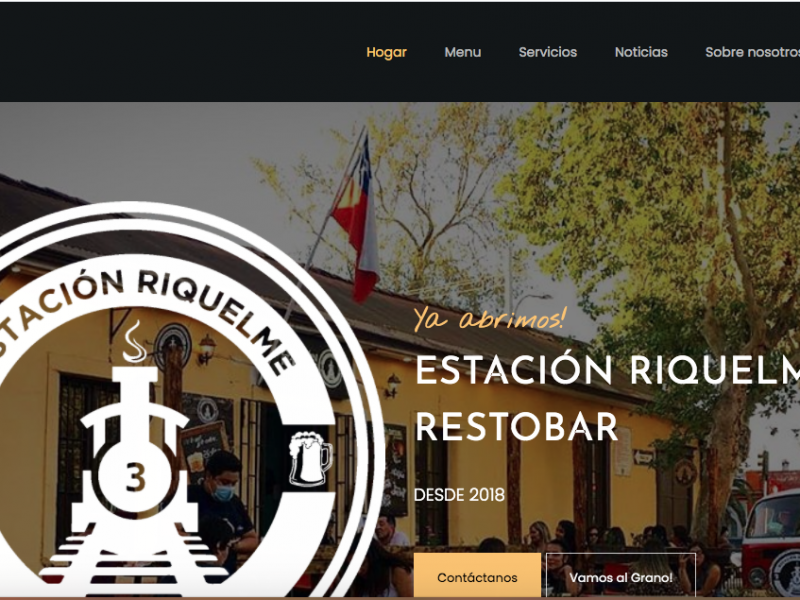 Hogar Menu Servicios Noticias Sobre nosotros
STACIÓN RIQUELME
3
Ya abrimos!
ESTACIÓN RIQUELM
RESTOBAR
DESDE 2018
Contáctanos Vamos al Grano!